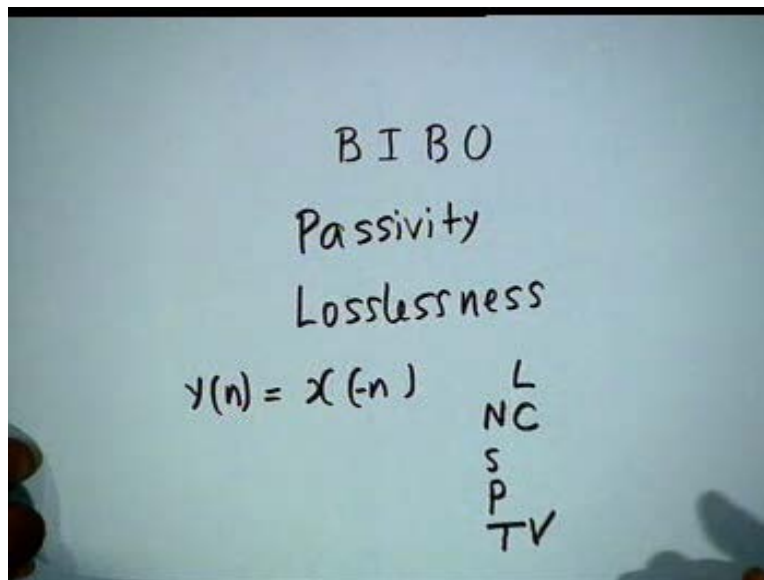 BIBO
Passivity
Losslessness
y(n) = x(-n)
L
NC
S
P
TV